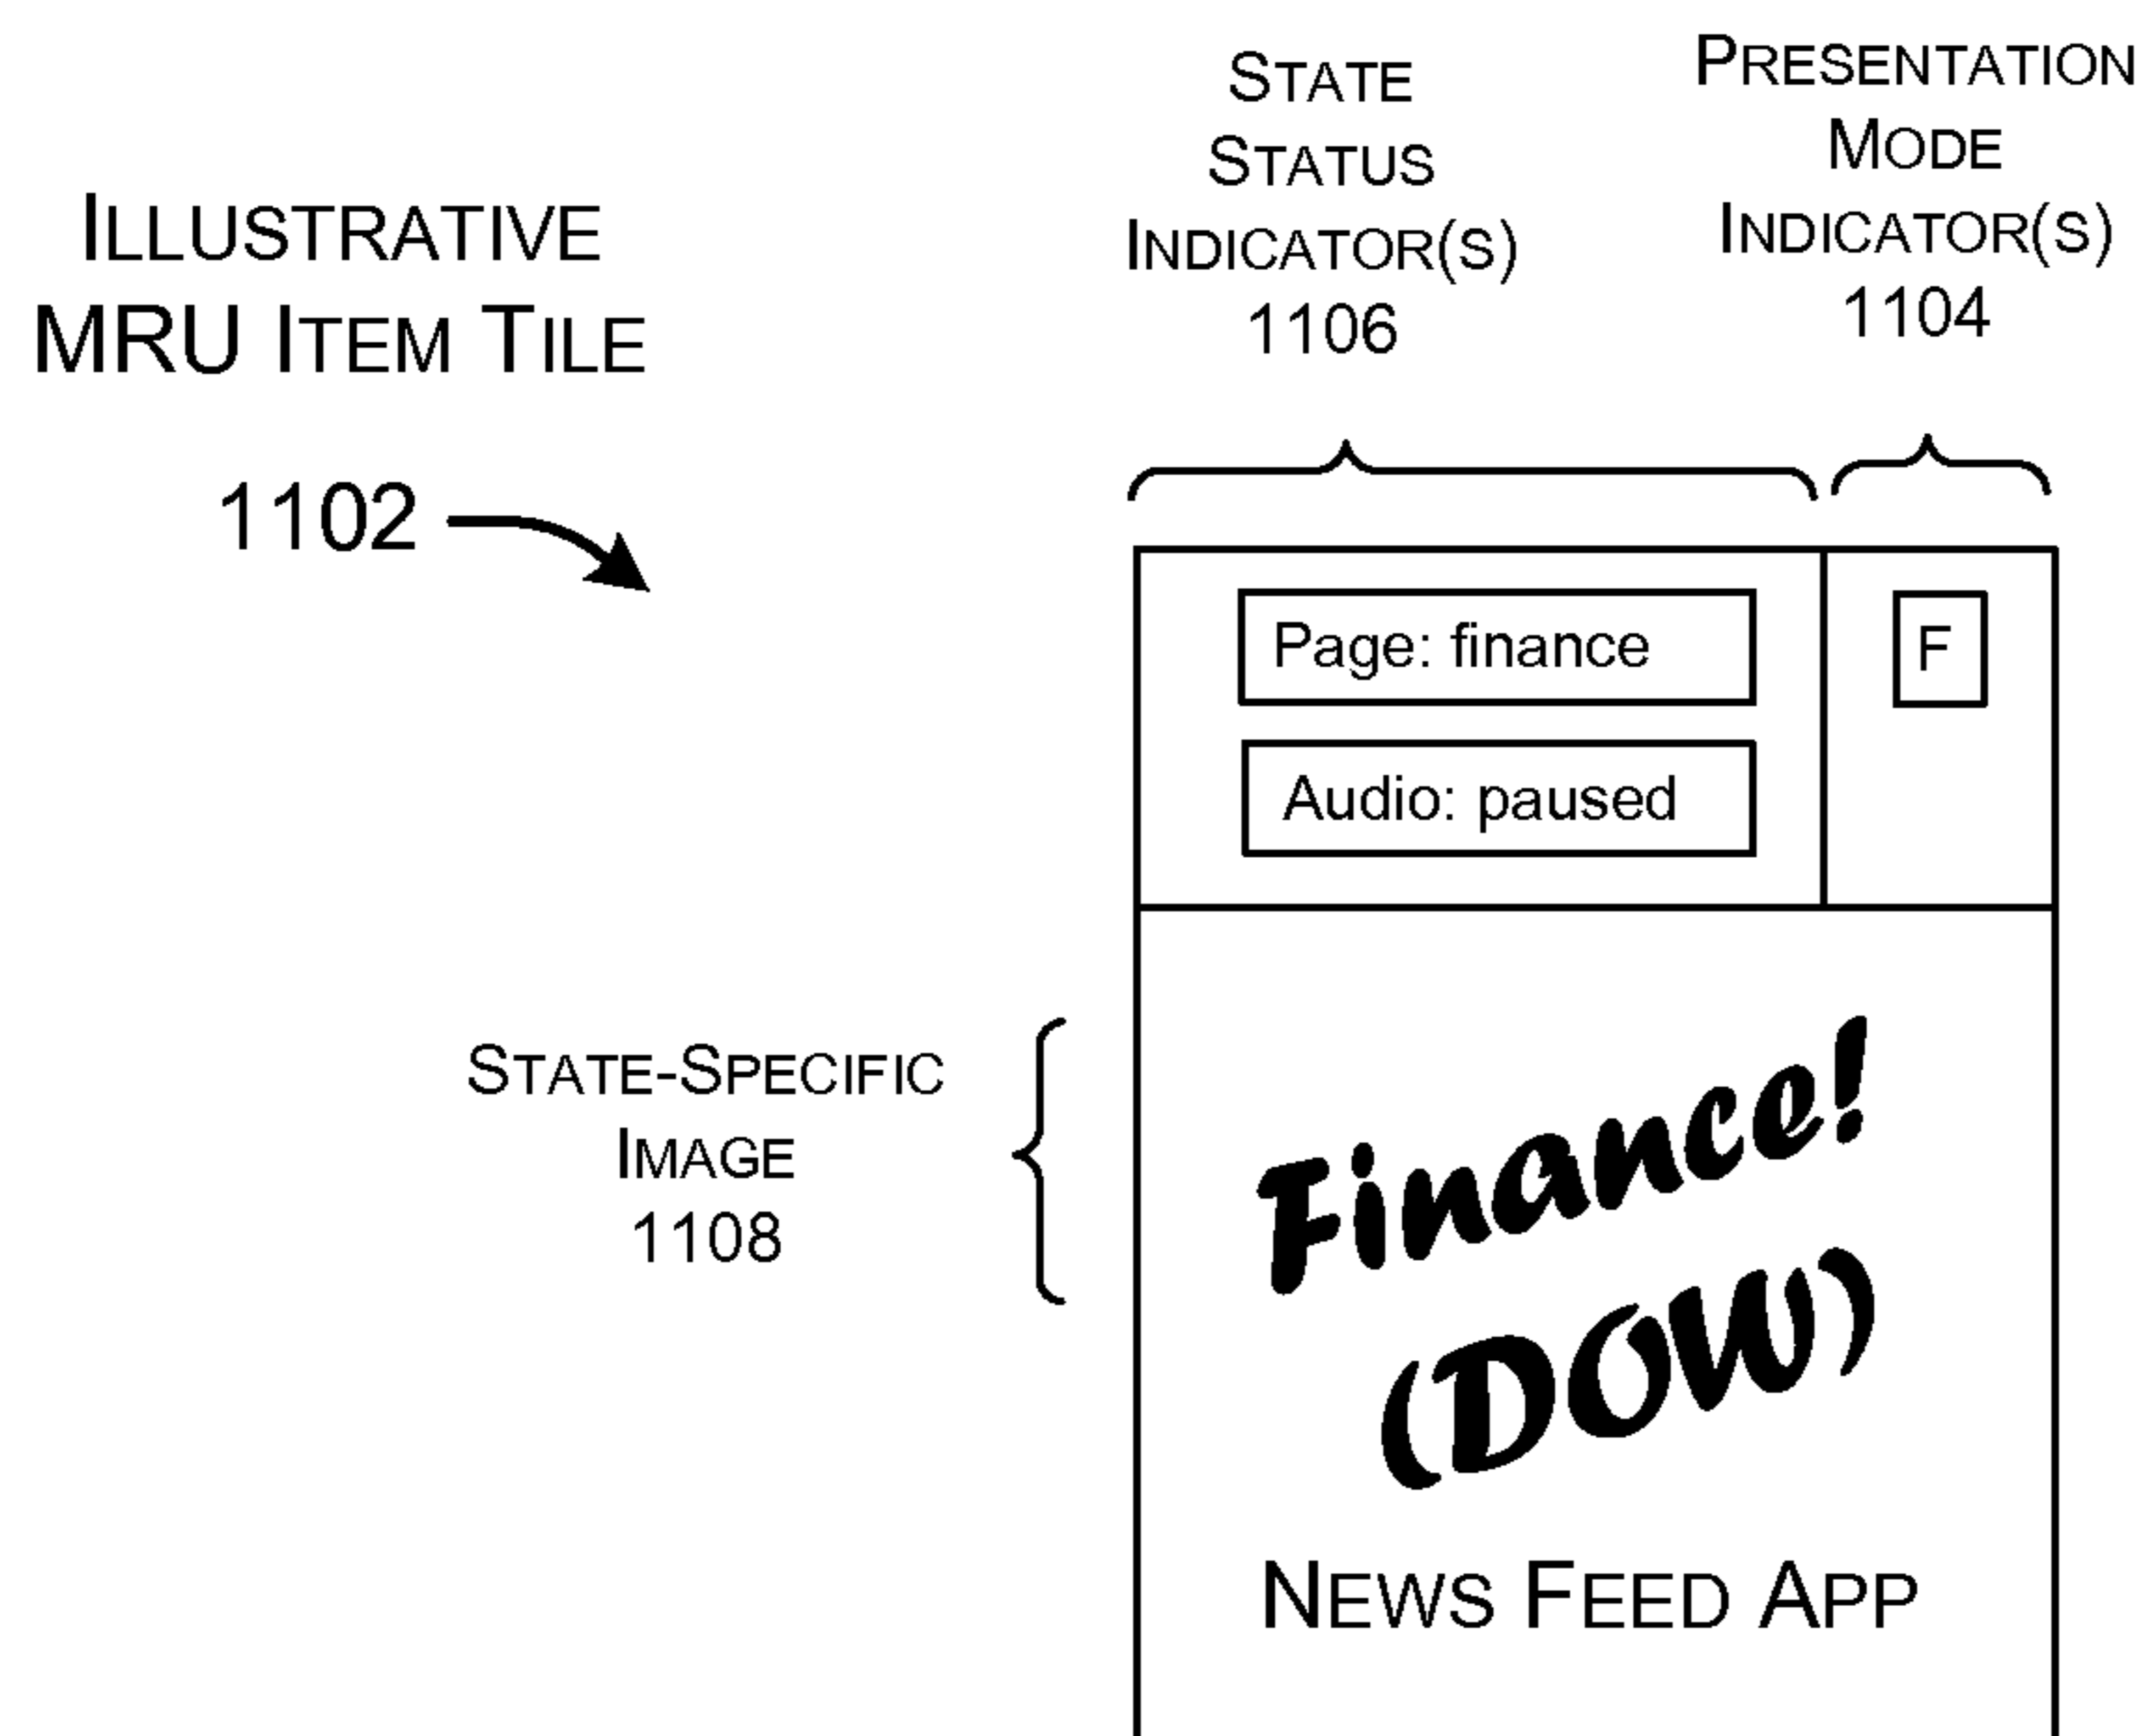 ILLUSTRATIVE
MRU ITEM TILE
1102
STATE
STATUS
INDICATOR(S)
1106
PRESENTATION
MODE
INDICATOR(S)
1104
Page: finance
F
Audio: paused
STATE-SPECIFIC
IMAGE
1108
Finance!
(DOW)
NEWS FEED APP